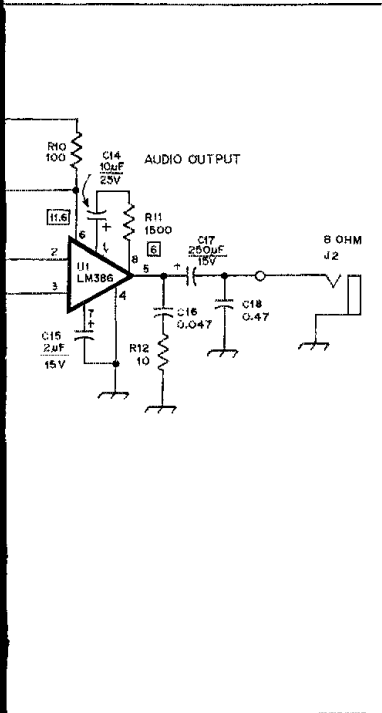 R10
100
C14
10µF
25V
AUDIO OUTPUT
11.6
6
1
R11
1500
8
6
C17
250µF
15V
8 OHM
J2
2
U1
LM386
5
3
4
7
C16
0.047
C18
0.47
C15
2µF
15V
R12
10